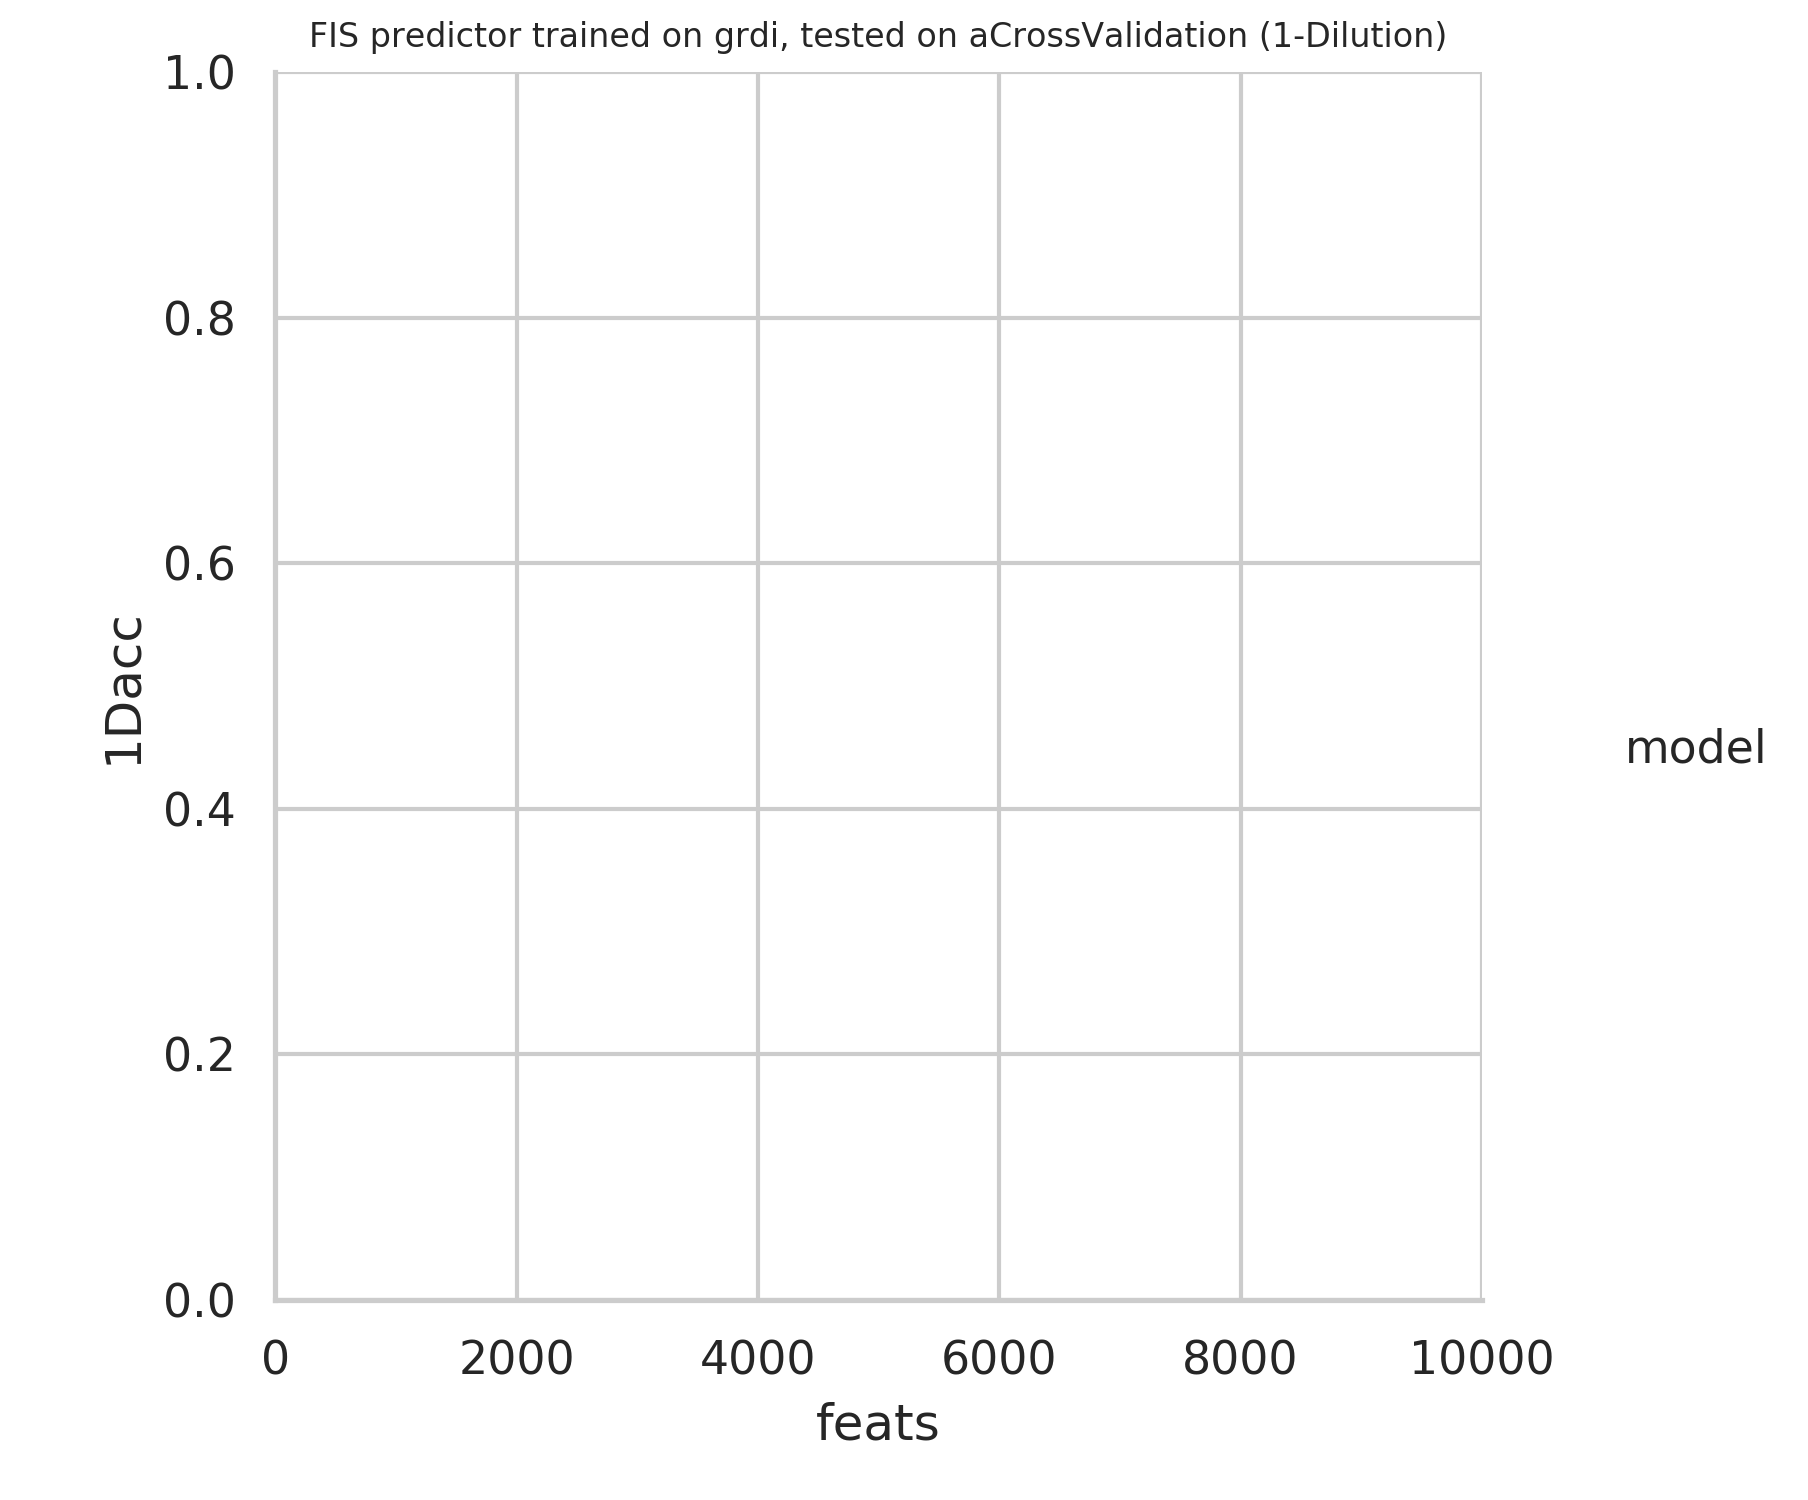 FIS predictor trained on grdi, tested on aCrossValidation (1-Dilution)
1.0
0.8
0.6
0.4
0.2
0.0
1Dacc
0 2000 4000 6000 8000 10000
feats
model